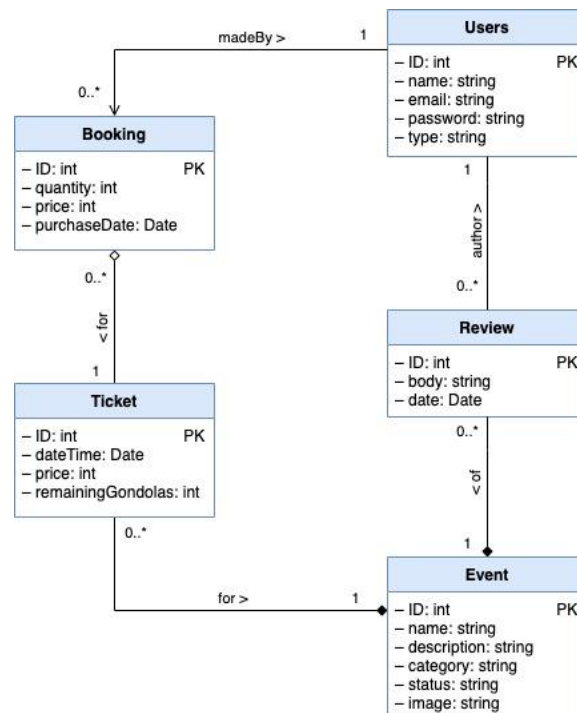 madeBy >
1
0..*
Users
– ID: int PK
– name: string
– email: string
– password: string
– type: string
Booking
– ID: int PK
– quantity: int
– price: int
– purchaseDate: Date
0..*
< for
1
1
author >
0..*
Review
– ID: int PK
– body: string
– date: Date
Ticket
– ID: int PK
– dateTime: Date
– price: int
– remainingGondolas: int
0..*
< of
1
0..*
for >
1
Event
– ID: int PK
– name: string
– description: string
– category: string
– status: string
– image: string